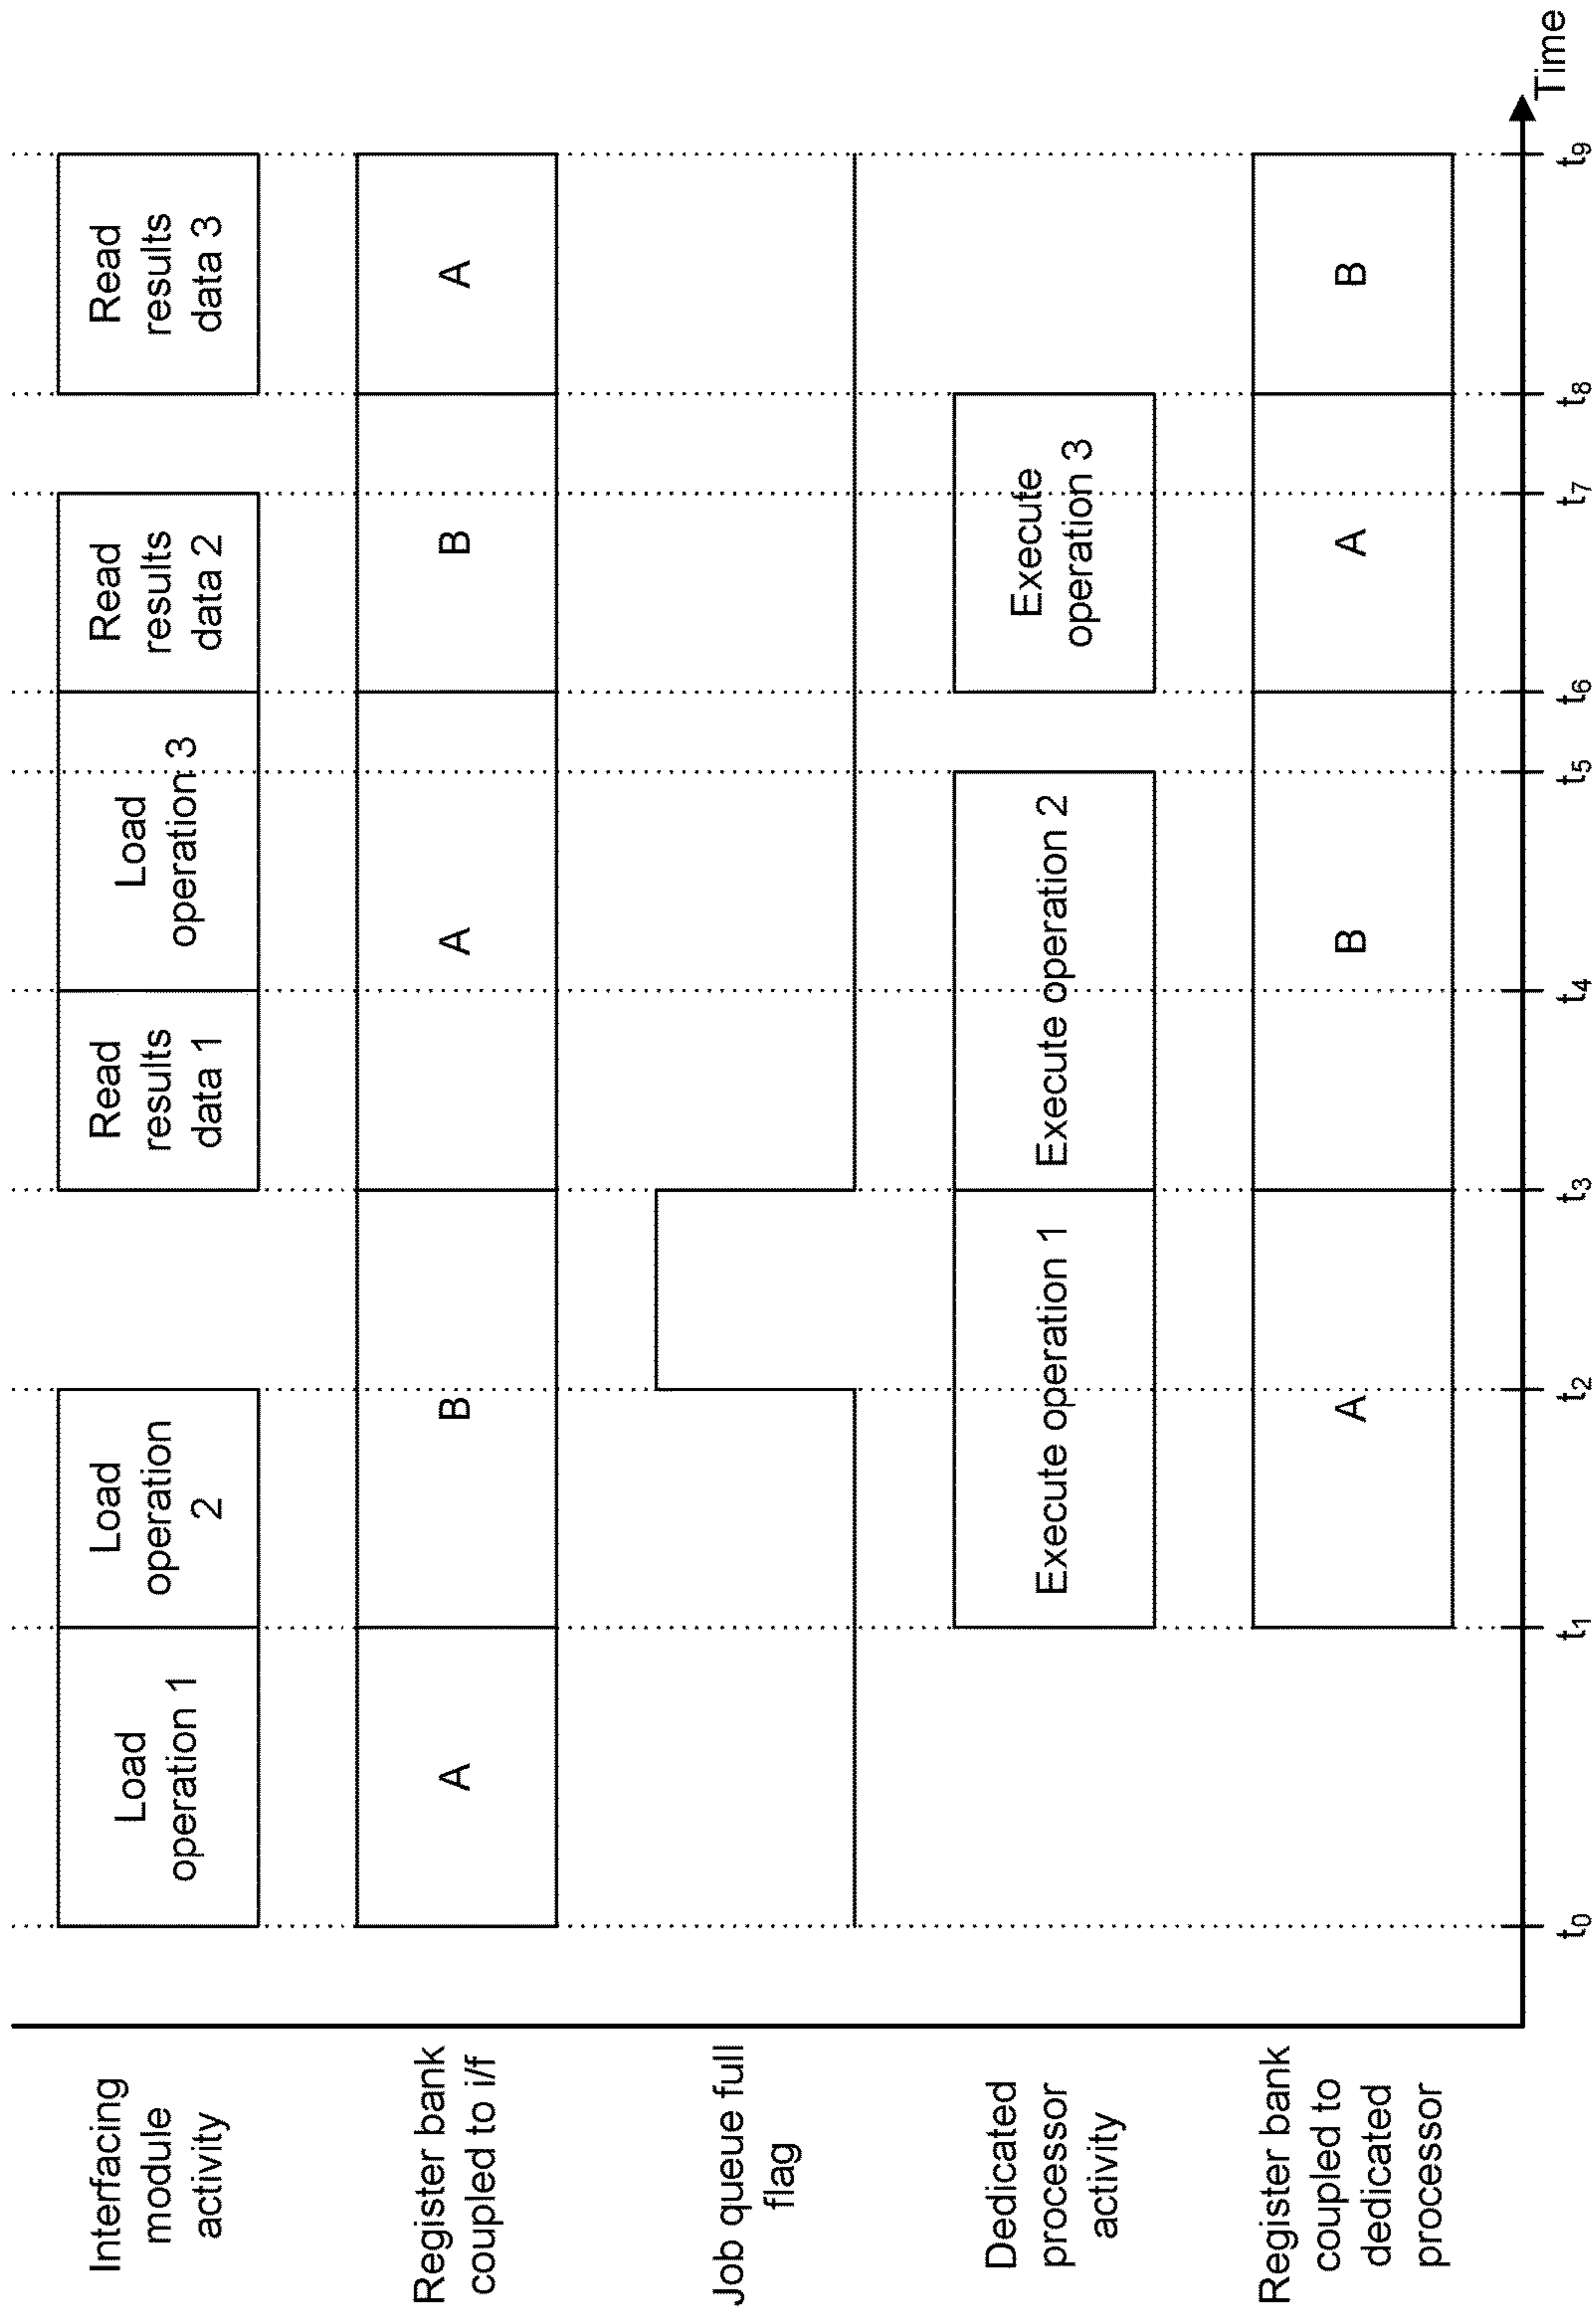 Interfacing
module
activity
Load
operation 1
Load
operation
2
Read
results
data 1
Load
operation 3
Read
results
data 2
Read
results
data 3
Register bank
coupled to i/f
A
B
A
B
A
Job queue full
flag
Dedicated
processor
activity
Execute operation 1
Execute operation 2
Execute
operation 3
Register bank
coupled to
dedicated
processor
A
B
A
B
t0 t1 t2 t3 t4 t5 t6 t7 t8 t9
Time